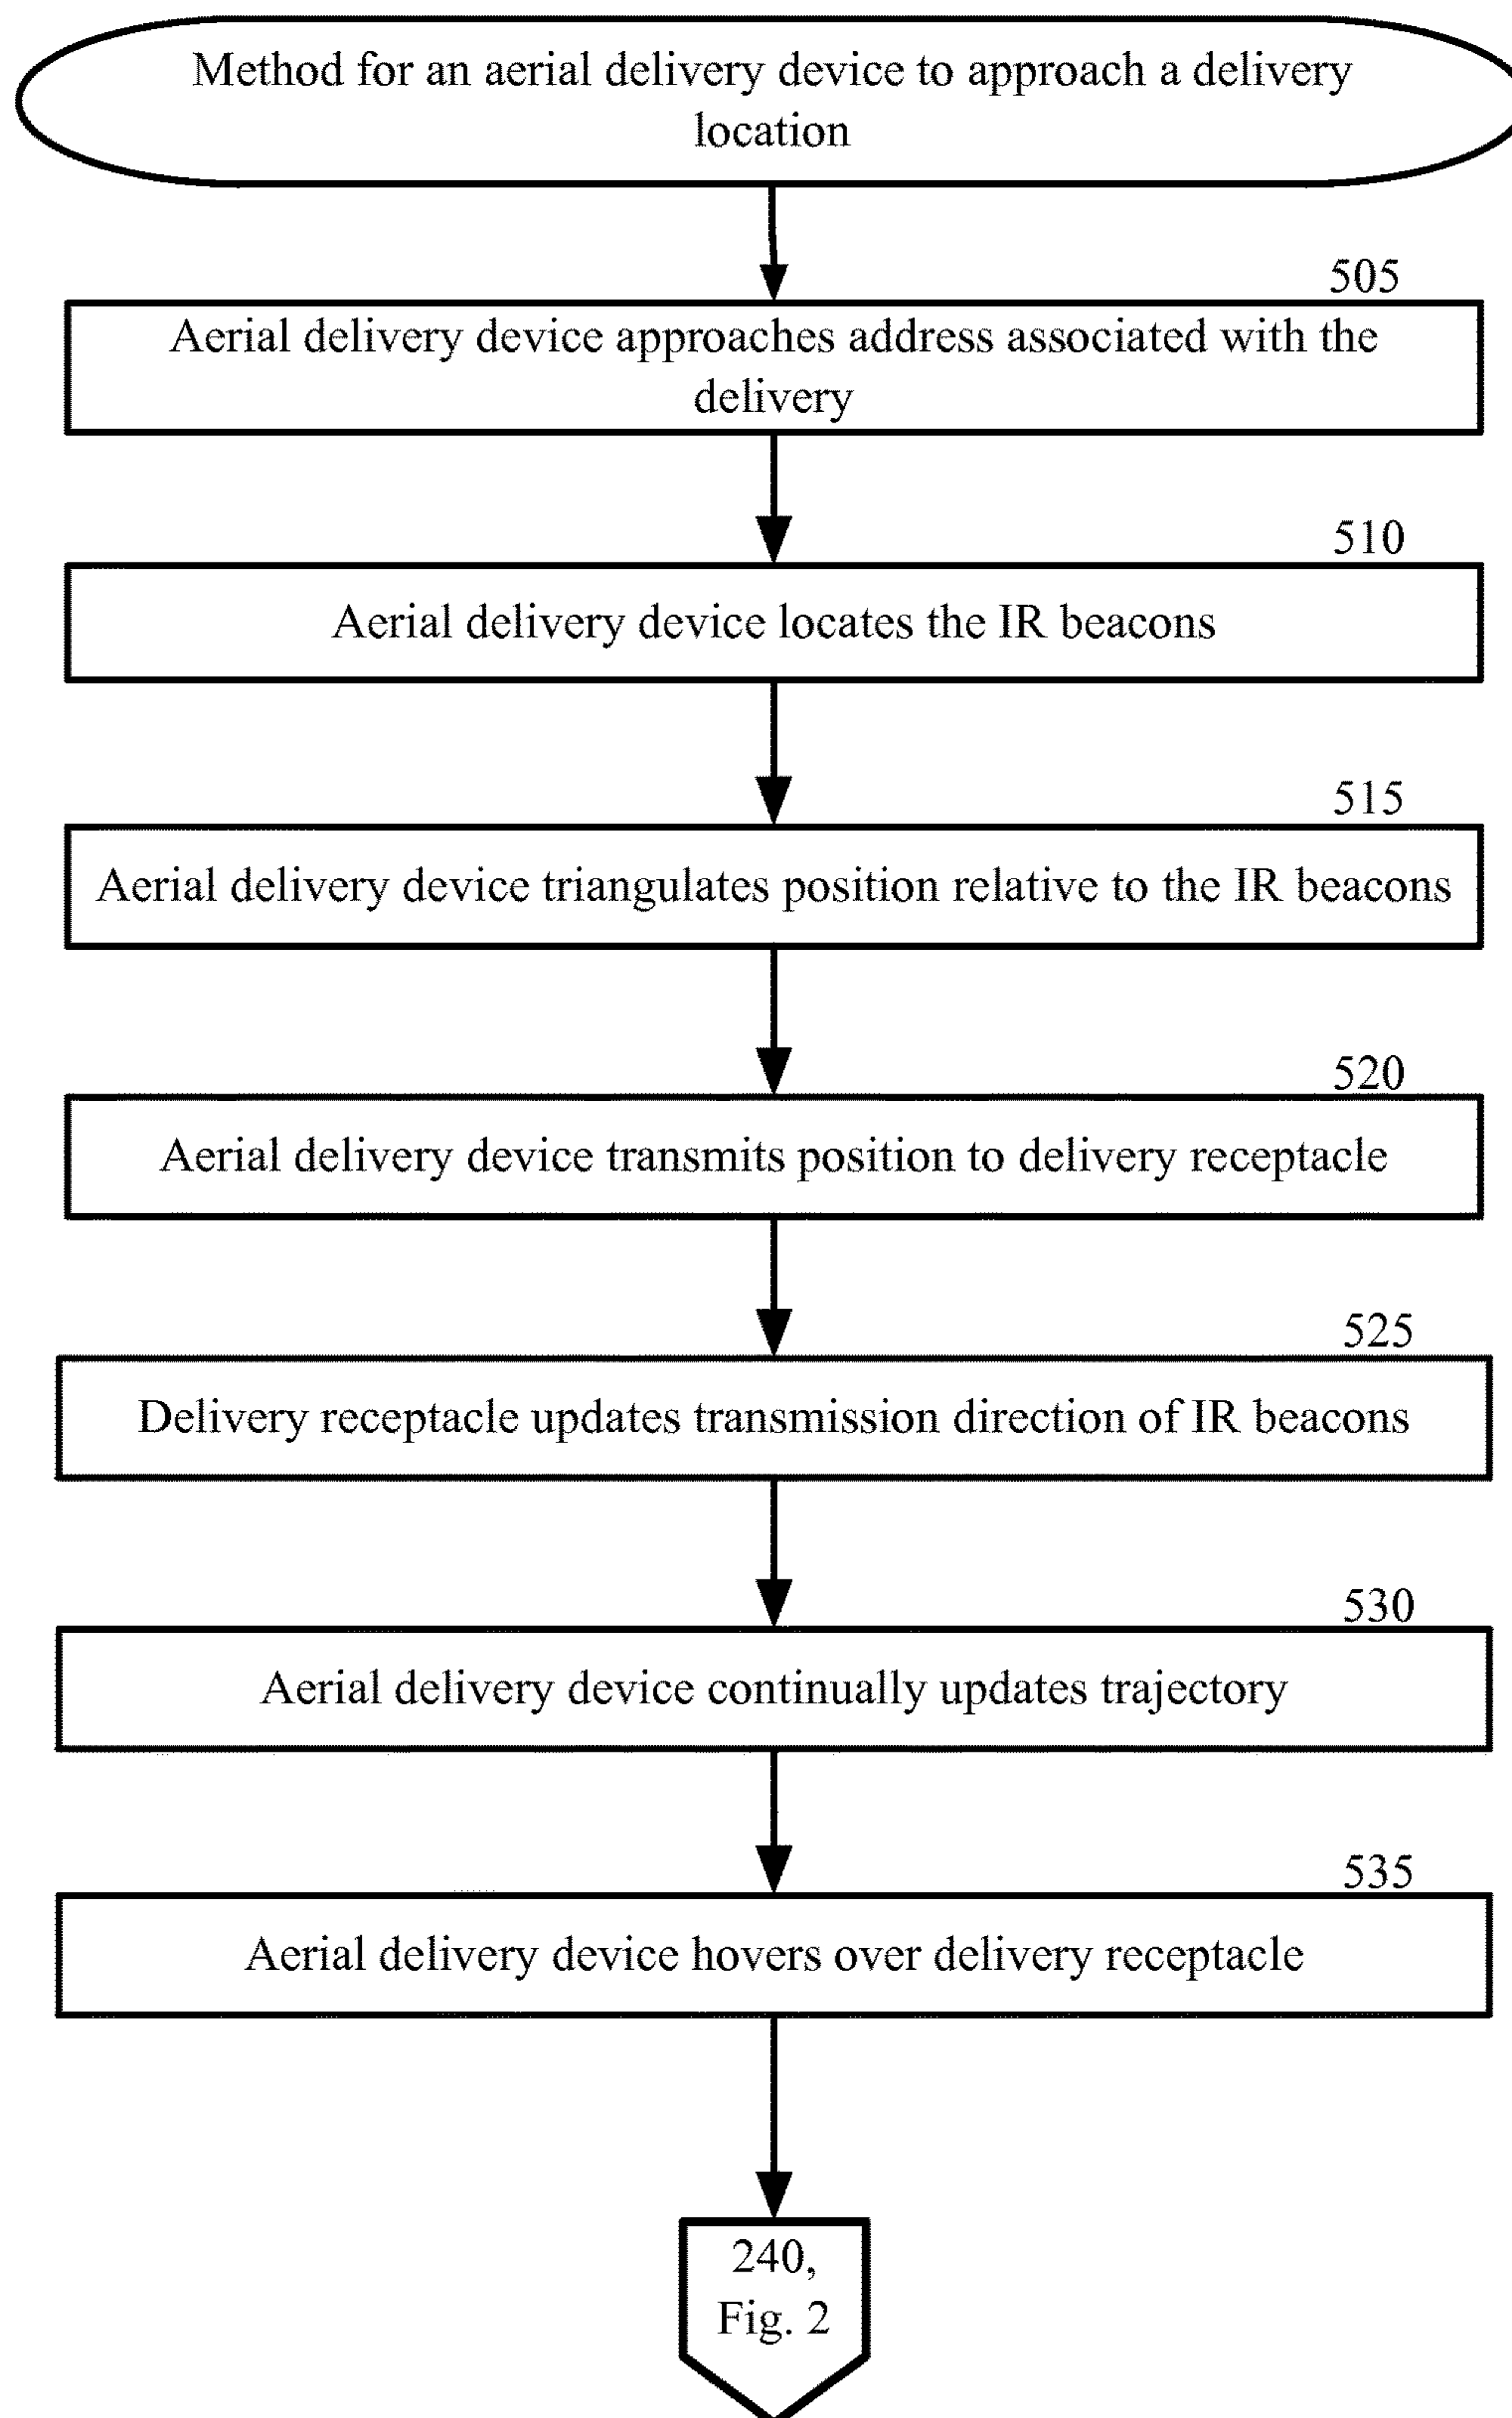 Method for an aerial delivery device to approach a delivery
location
505
Aerial delivery device approaches address associated with the
delivery
510
Aerial delivery device locates the IR beacons
515
Aerial delivery device triangulates position relative to the IR beacons
520
Aerial delivery device transmits position to delivery receptacle
525
Delivery receptacle updates transmission direction of IR beacons
530
Aerial delivery device continually updates trajectory
535
Aerial delivery device hovers over delivery receptacle
240,
Fig. 2